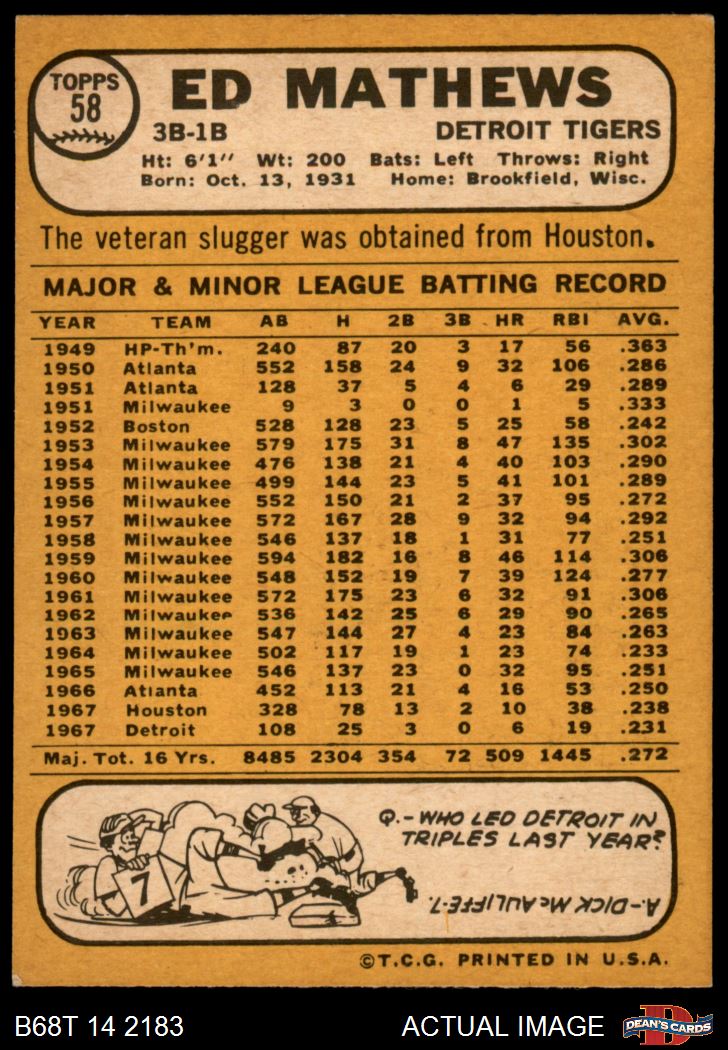 TOPPS
58
ED MATHEWS
3B-1B DETROIT TIGERS
Ht: 6'1" Wt: 200 Bats: Left Throws: Right
Born: Oct. 13, 1931 Home: Brookfield, Wisc.
The veteran slugger was obtained from Houston.
MAJOR & MINOR LEAGUE BATTING RECORD
YEAR TEAM AB H 2B 3B HR RBI AVG.
1949 HP-Th'm. 240 87 20 3 17 56 .363
1950 Atlanta 552 158 24 9 32 106 .286
1951 Atlanta 128 37 5 4 6 29 .289
1951 Milwaukee 9 3 0 0 1 5 .333
1952 Boston 528 128 23 5 25 58 .242
1953 Milwaukee 579 175 31 8 47 135 .302
1954 Milwaukee 476 138 21 4 40 103 .290
1955 Milwaukee 499 144 23 5 41 101 .289
1956 Milwaukee 552 150 21 2 37 95 .272
1957 Milwaukee 572 167 28 9 32 94 .292
1958 Milwaukee 546 137 18 1 31 77 .251
1959 Milwaukee 594 182 16 8 46 114 .306
1960 Milwaukee 548 152 19 7 39 124 .277
1961 Milwaukee 572 175 23 6 32 91 .306
1962 Milwaukee 536 142 25 6 29 90 .265
1963 Milwaukee 547 144 27 4 23 84 .263
1964 Milwaukee 502 117 19 1 23 74 .233
1965 Milwaukee 546 137 23 0 32 95 .251
1966 Atlanta 452 113 21 4 16 53 .250
1967 Houston 328 78 13 2 10 38 .238
1967 Detroit 108 25 3 0 6 19 .231
Maj. Tot. 16 Yrs. 8485 2304 354 72 509 1445 .272
Q.-WHO LED DETROIT IN
TRIPLES LAST YEAR?
7
A-DICK McAULIFFE-7.
©T.C.G. PRINTED IN U.S.A.
B68T 14 2183 ACTUAL IMAGE
D
DEAN'S CARDS